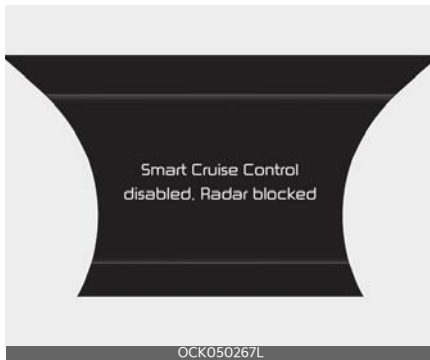 Smart Cruise Control
disabled, Radar blocked
OCK050267L